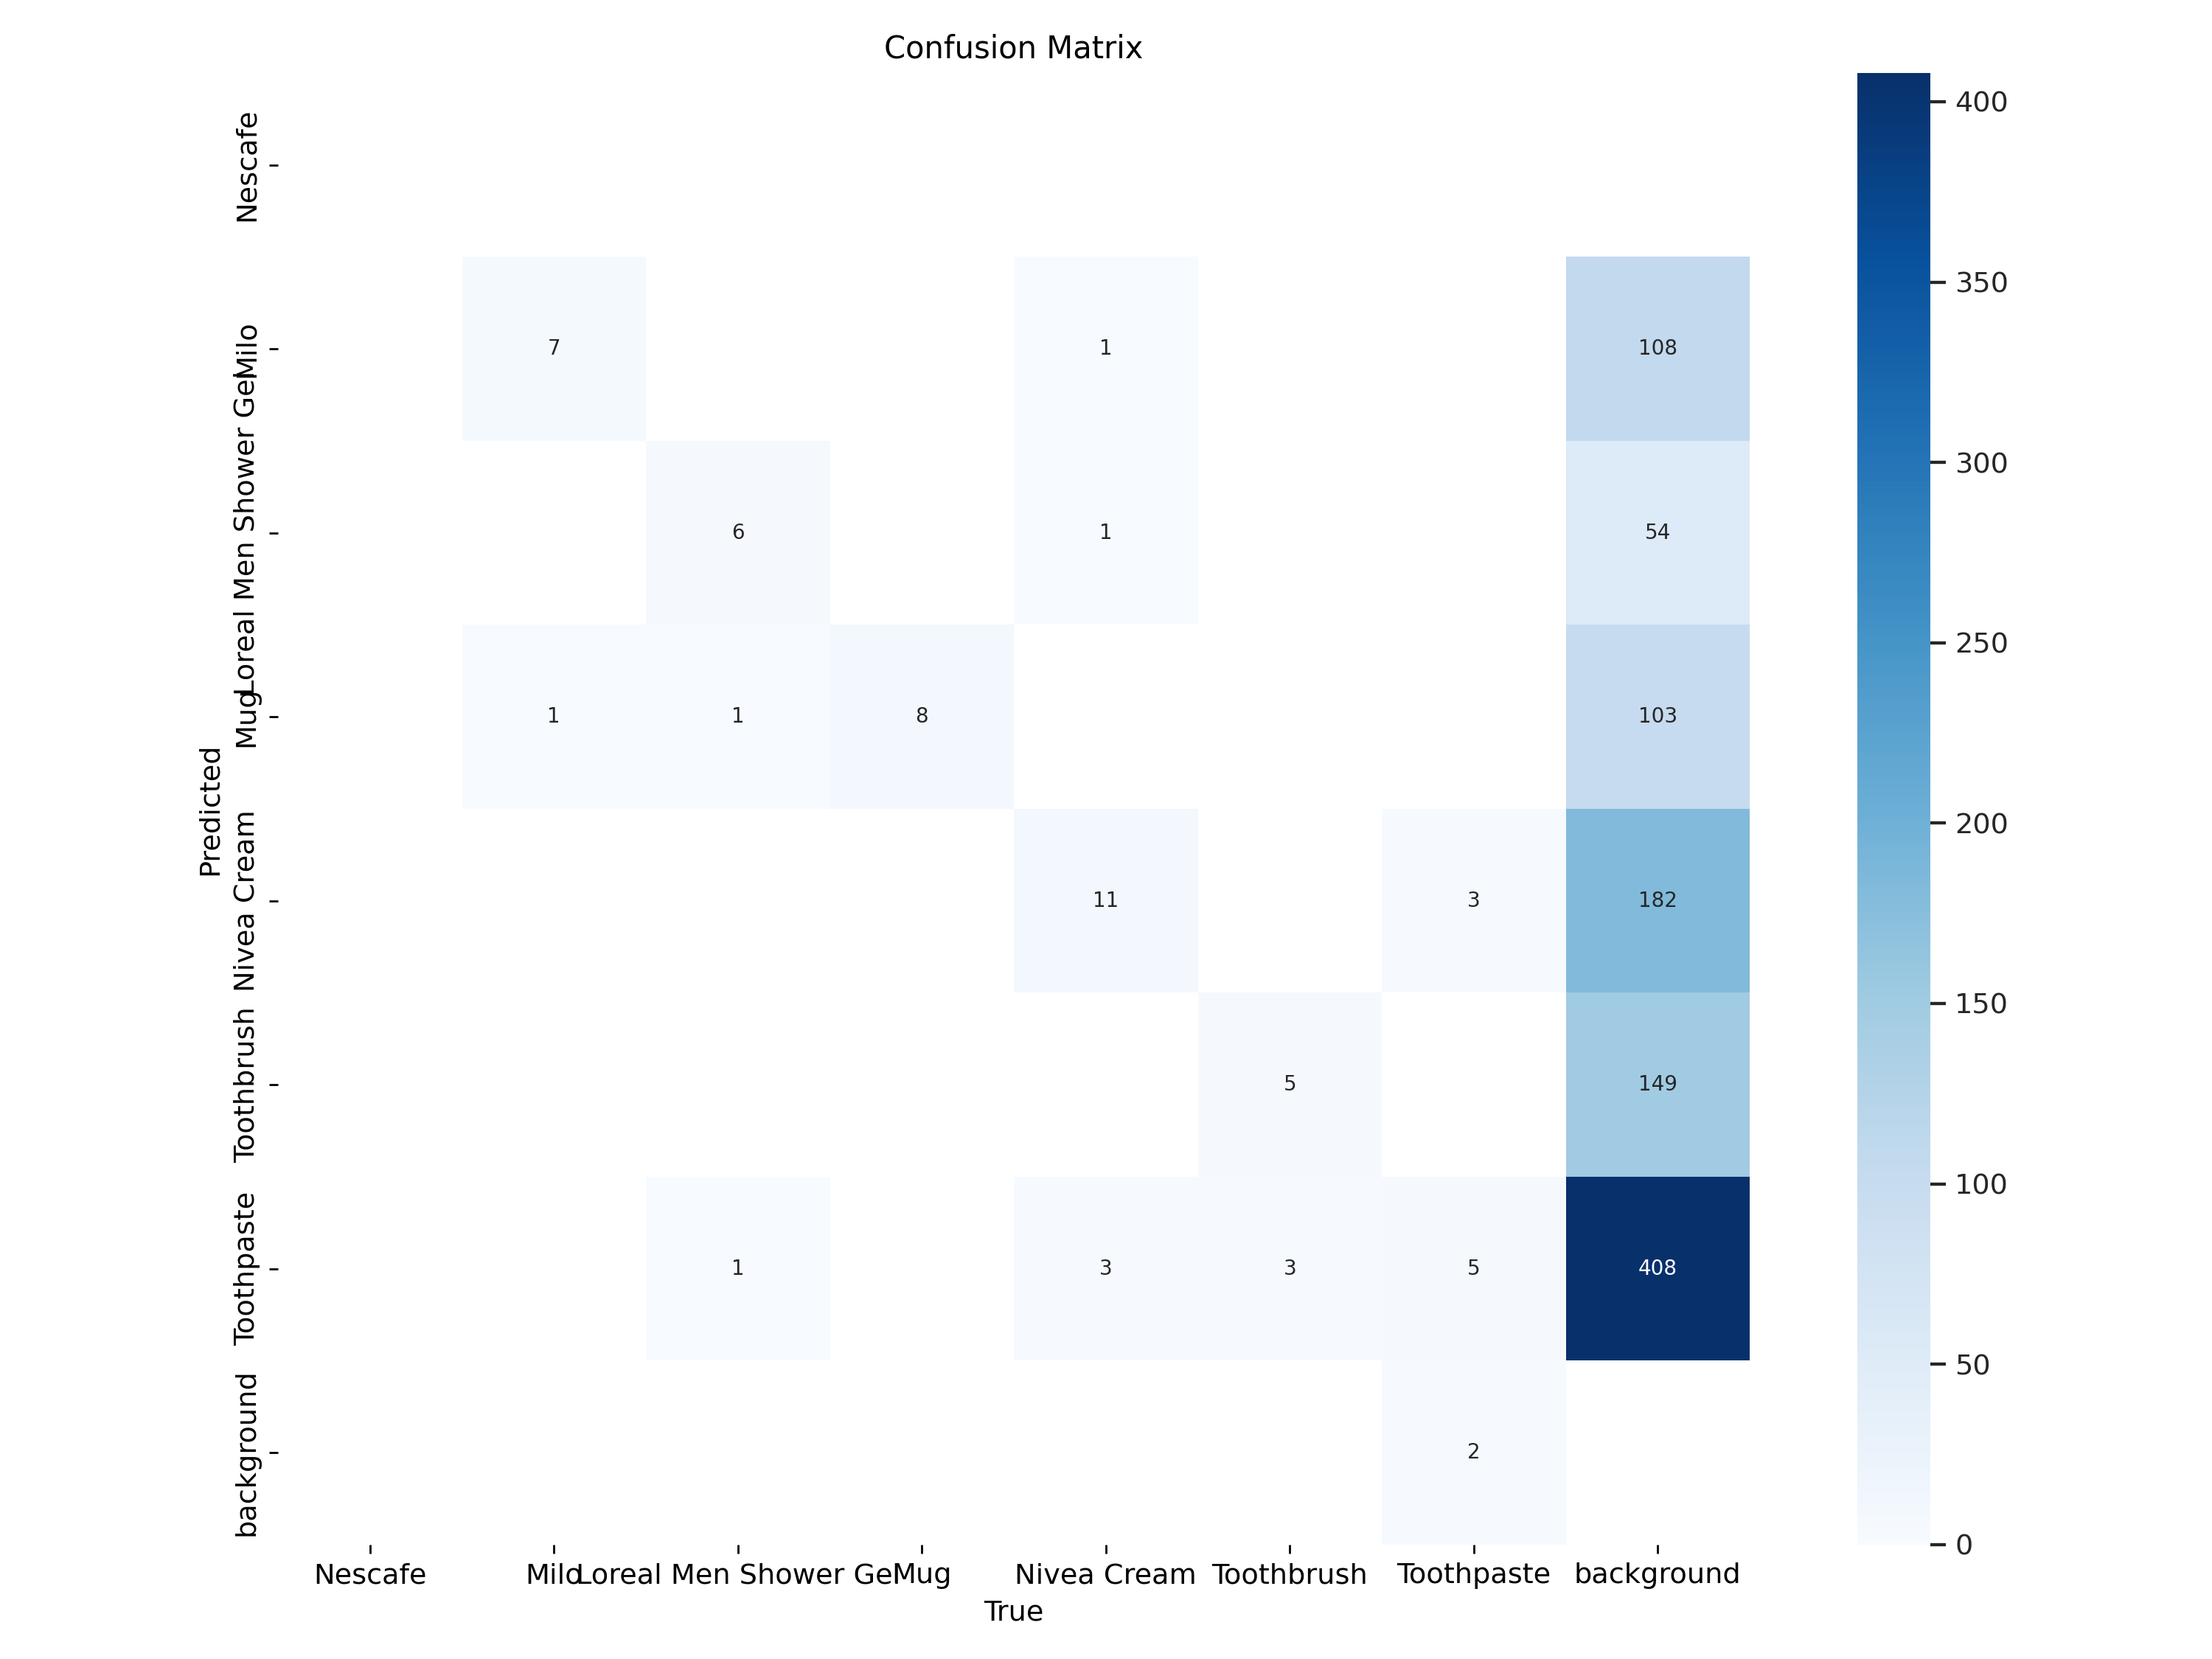 Confusion Matrix
Nescafe
Milo 7 1 108
Loreal Men Shower Gel 6 1 54
Mug 1 1 8 103
Nivea Cream 11 3 182
Toothbrush 5 149
Toothpaste 1 3 3 5 408
background 2
Predicted
Nescafe Milo Loreal Men Shower Gel Mug Nivea Cream Toothbrush Toothpaste background
True
400
350
300
250
200
150
100
50
0